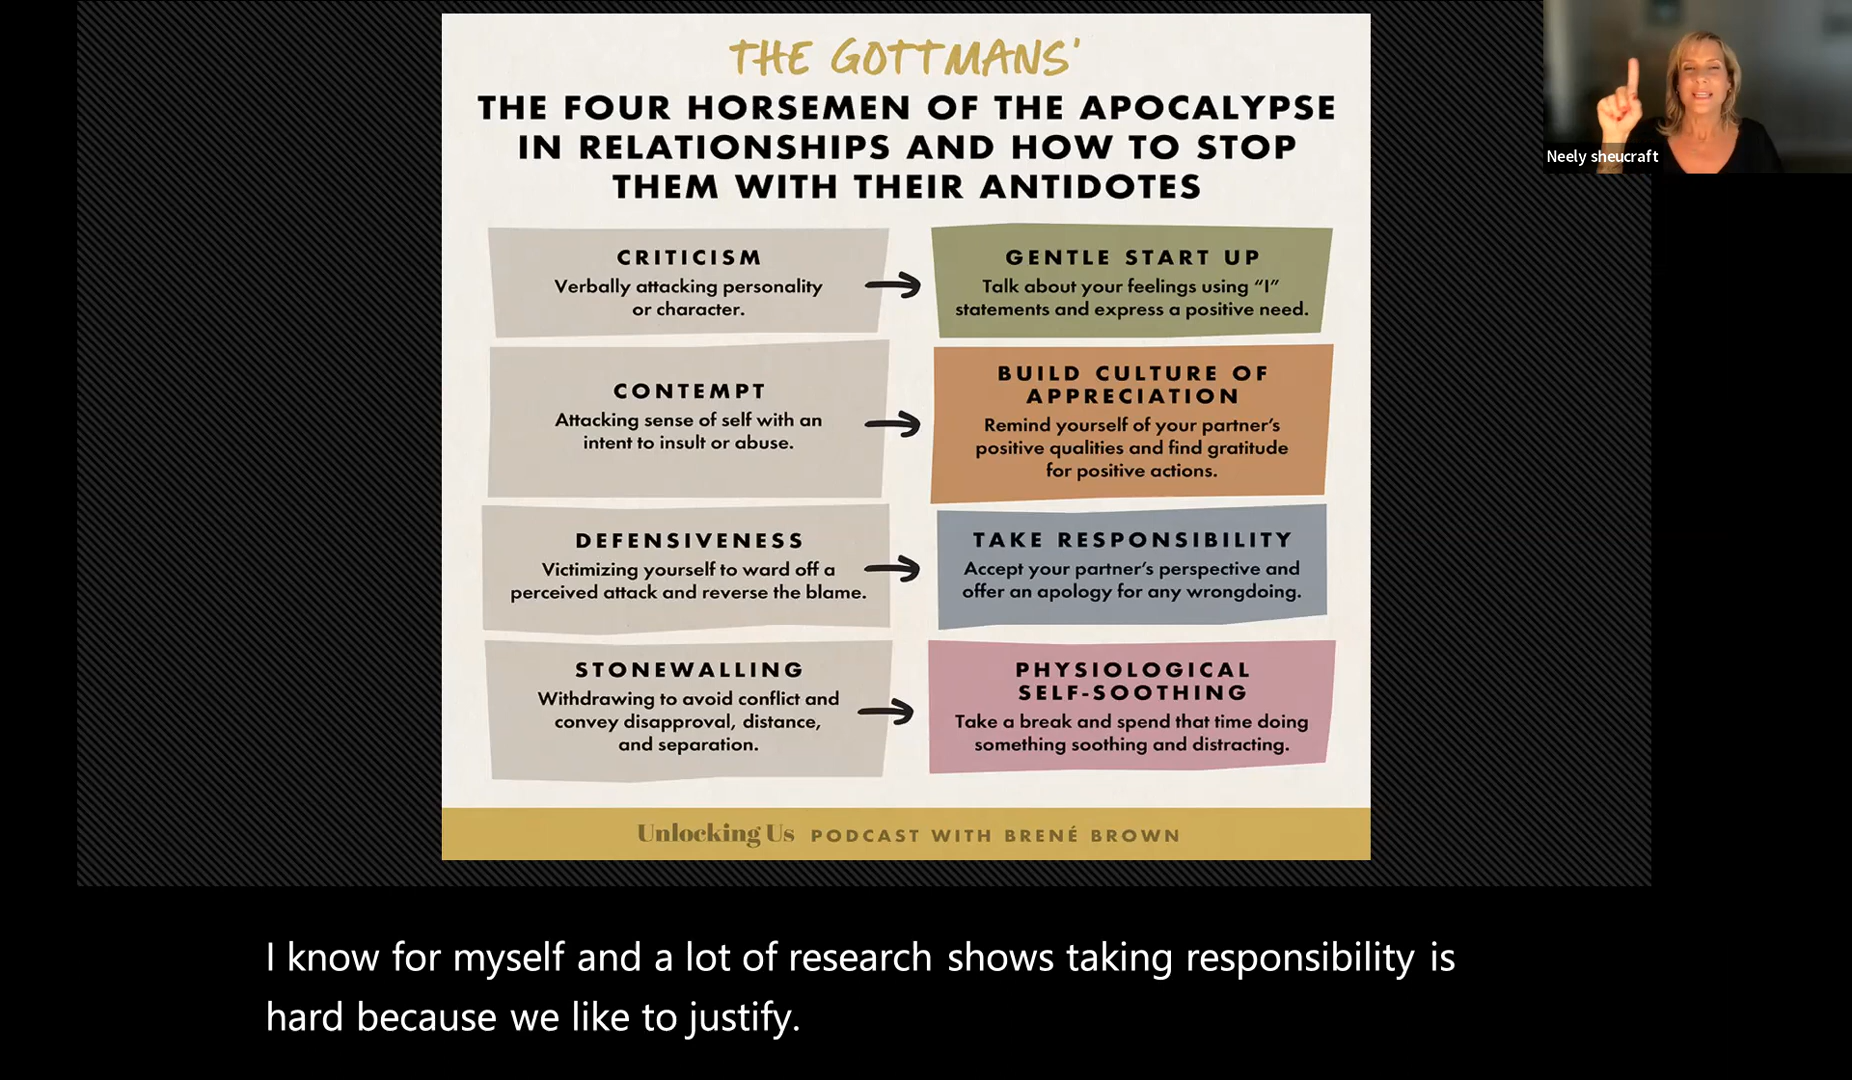 THE GOTTMANS'
THE FOUR HORSEMEN OF THE APOCALYPSE
IN RELATIONSHIPS AND HOW TO STOP
THEM WITH THEIR ANTIDOTES
CRITICISM
Verbally attacking personality
or character.
GENTLE START UP
Talk about your feelings using “I”
statements and express a positive need.
CONTEMPT
Attacking sense of self with an
intent to insult or abuse.
BUILD CULTURE OF
APPRECIATION
Remind yourself of your partner's
positive qualities and find gratitude
for positive actions.
DEFENSIVENESS
Victimizing yourself to ward off a
perceived attack and reverse the blame.
TAKE RESPONSIBILITY
Accept your partner's perspective and
offer an apology for any wrongdoing.
STONEWALLING
Withdrawing to avoid conflict and
convey disapproval, distance,
and separation.
PHYSIOLOGICAL
SELF-SOOTHING
Take a break and spend that time doing
something soothing and distracting.
Unlocking Us PODCAST WITH BRENÉ BROWN
Neely sheucraft
I know for myself and a lot of research shows taking responsibility is
hard because we like to justify.